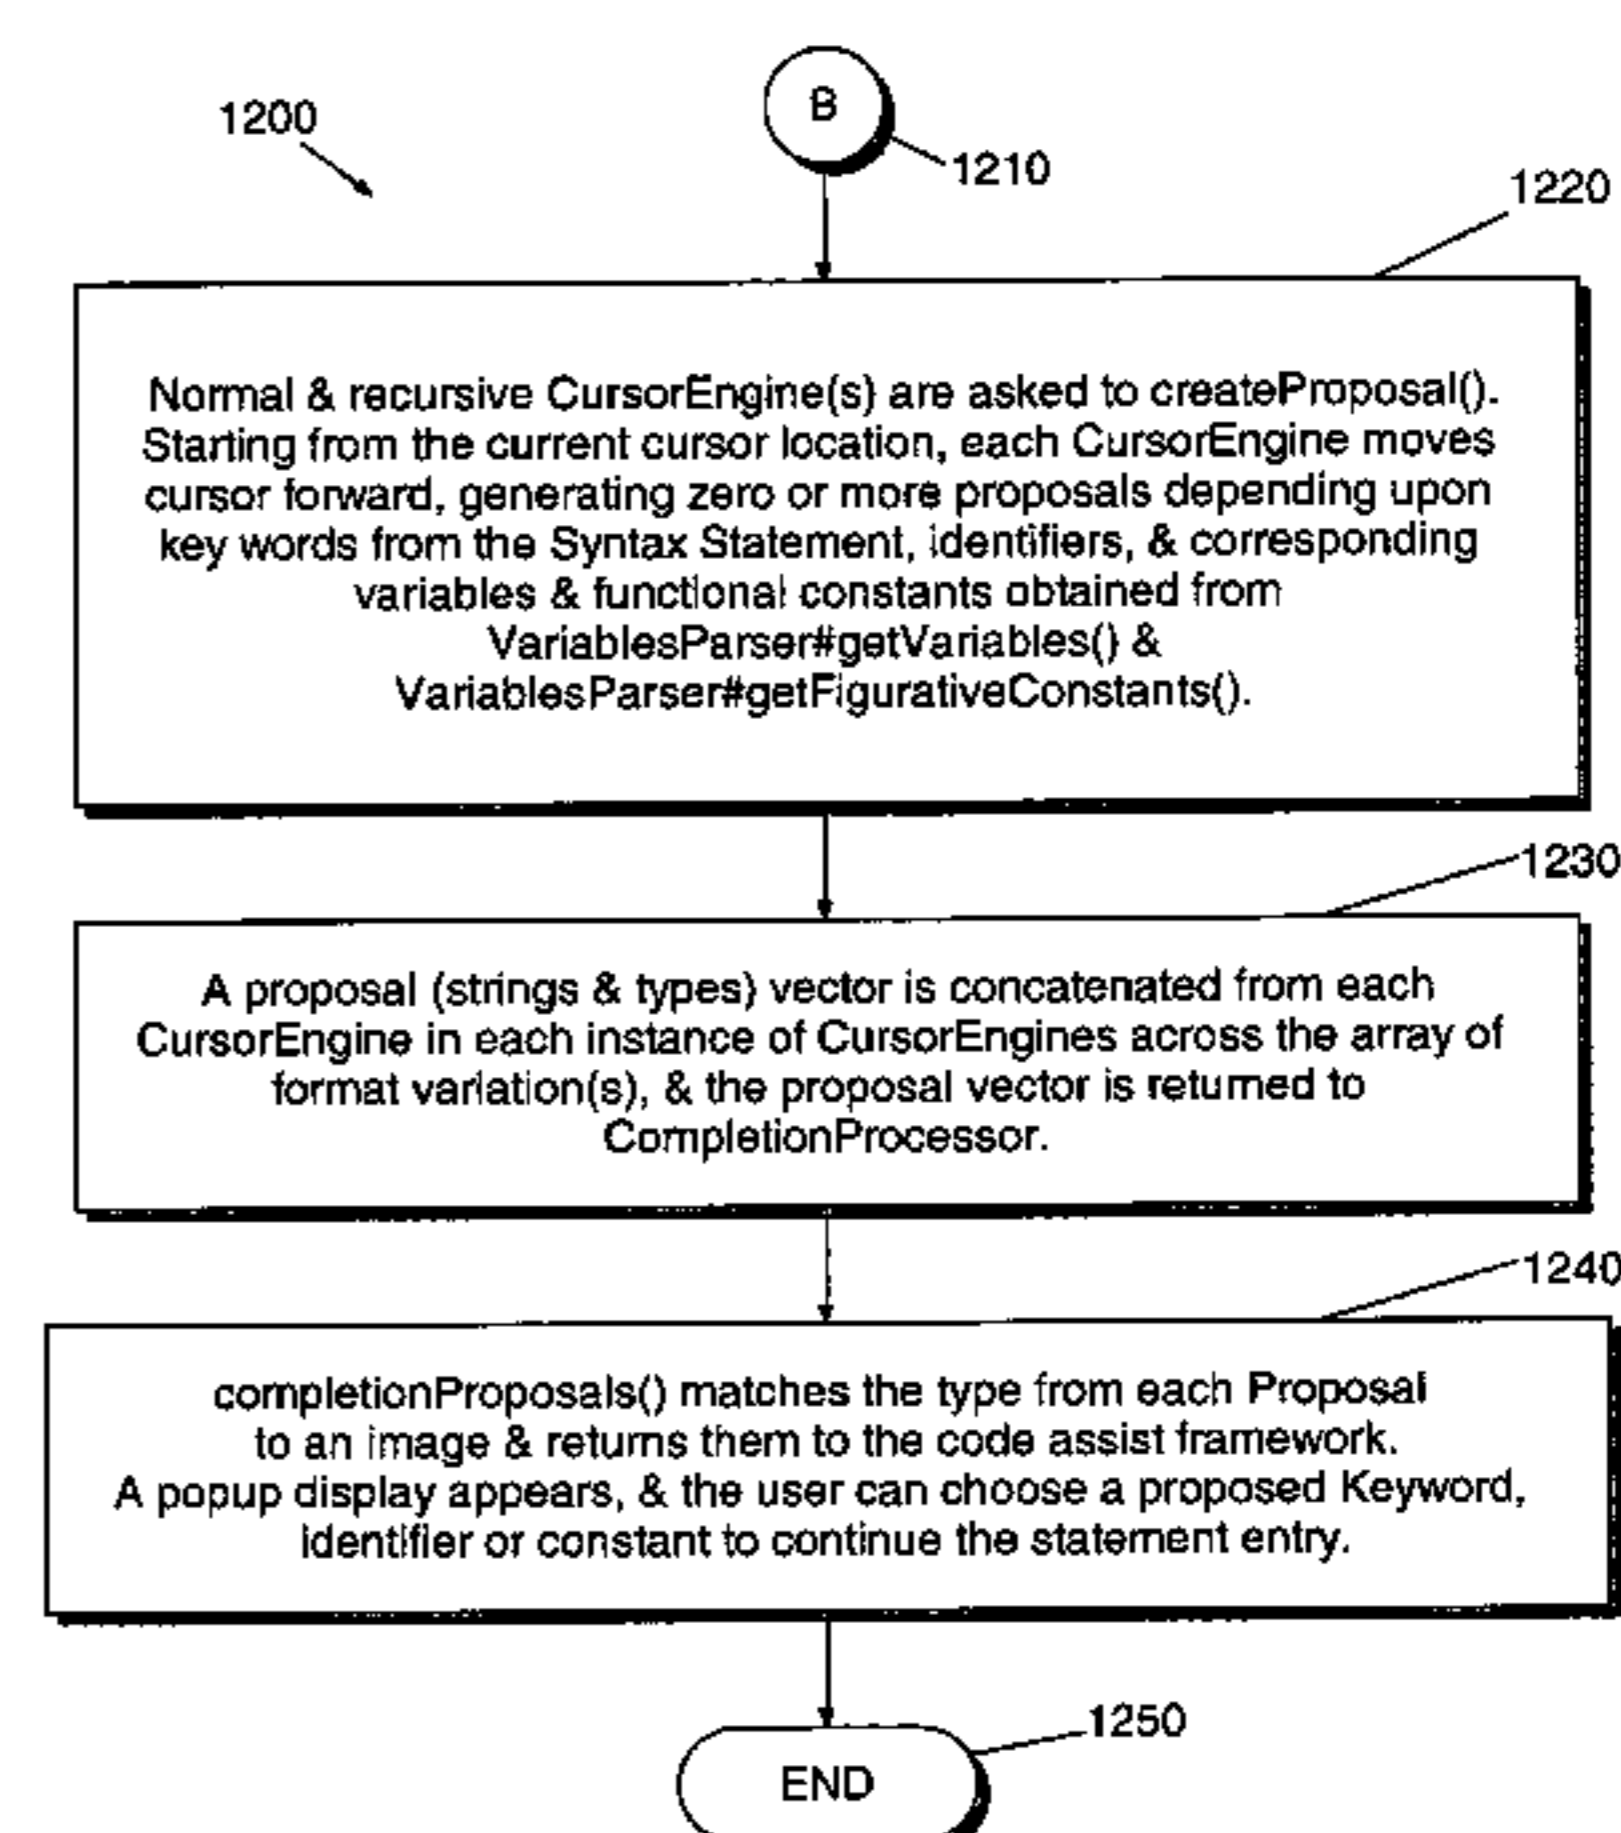 B
1200
1210
1220
Normal & recursive CursorEngine(s) are asked to createProposal().
Starting from the current cursor location, each CursorEngine moves
cursor forward, generating zero or more proposals depending upon
key words from the Syntax Statement, identifiers, & corresponding
variables & functional constants obtained from
VariablesParser#getVariables() &
VariablesParser#getFigurativeConstants().
1230
A proposal (strings & types) vector is concatenated from each
CursorEngine in each instance of CursorEngines across the array of
format variation(s), & the proposal vector is returned to
CompletionProcessor.
1240
completionProposals() matches the type from each Proposal
to an image & returns them to the code assist framework.
A popup display appears, & the user can choose a proposed Keyword,
identifier or constant to continue the statement entry.
1250
END